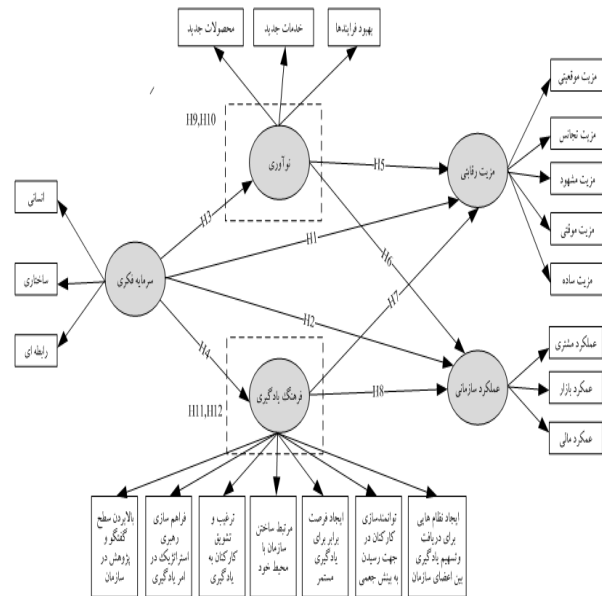 محصولات جدید
خدمات جدید
بهبود فرایندها
H9,H10
نوآوری
H5
مزیت رقابتی
مزیت موقعیتی
مزیت تجانس
مزیت مشهود
مزیت موقتی
مزیت ساده
انسانی
ساختاری
رابطه ای
سرمایه فکری
H3
H1
H6
H7
H2
H4
H11,H12
فرهنگ یادگیری
H8
عملکرد سازمانی
عملکرد مشتری
عمکرد بازار
عمکرد مالی
بالابردن سطح
گفتگو و
پژوهش در
سازمان
فراهم سازی
رهبری
استراتژیک در
امر یادگیری
ترغیب و
تشویق
کارکنان به
یادگیری
مرتبط ساختن
سازمان با
محیط خود
ایجاد فرصت
برابر برای
یادگیری
مستمر
توانمندسازی
کارکنان در
جهت رسیدن
به بینش جمعی
ایجاد نظام هایی
برای دریافت
وتسهیم یادگیری
بین اعضای سازمان